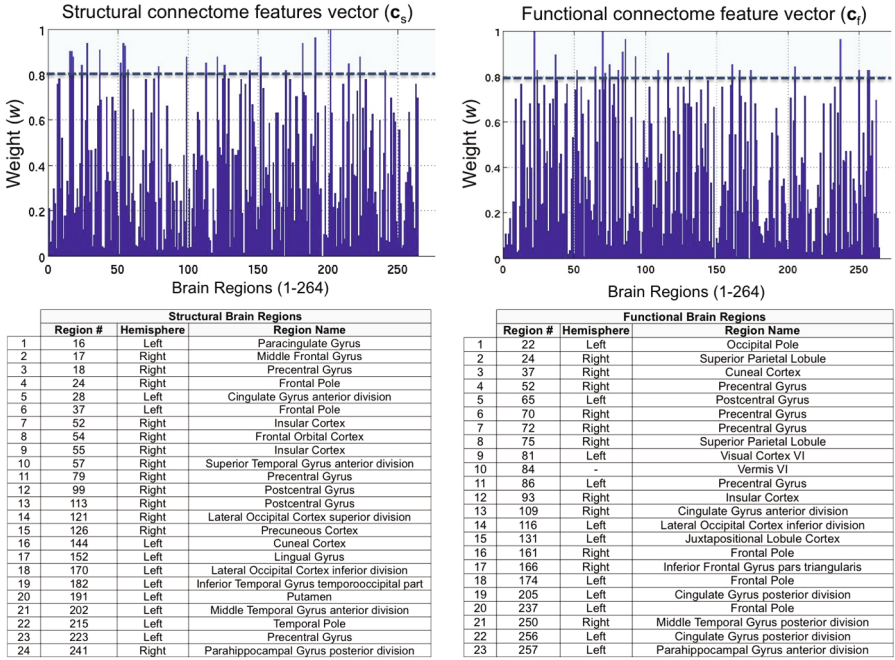 Structural connectome features vector (cs)
Weight (w)
1
0.8
0.6
0.4
0.2
0
0 50 100 150 200 250
Brain Regions (1-264)
Functional connectome feature vector (cf)
Weight (w)
1
0.8
0.6
0.4
0.2
0
0 50 100 150 200 250
Brain Regions (1-264)
Structural Brain Regions
Region # Hemisphere Region Name
1 16 Left Paracingulate Gyrus
2 17 Right Middle Frontal Gyrus
3 18 Right Precentral Gyrus
4 24 Right Frontal Pole
5 28 Left Cingulate Gyrus anterior division
6 37 Left Frontal Pole
7 52 Right Insular Cortex
8 54 Right Frontal Orbital Cortex
9 55 Right Insular Cortex
10 57 Right Superior Temporal Gyrus anterior division
11 79 Right Precentral Gyrus
12 99 Right Postcentral Gyrus
13 113 Right Postcentral Gyrus
14 121 Right Lateral Occipital Cortex superior division
15 126 Right Precuneous Cortex
16 144 Left Cuneal Cortex
17 152 Left Lingual Gyrus
18 170 Left Lateral Occipital Cortex inferior division
19 182 Left Inferior Temporal Gyrus temporooccipital part
20 191 Left Putamen
21 202 Left Middle Temporal Gyrus anterior division
22 215 Left Temporal Pole
23 223 Left Precentral Gyrus
24 241 Right Parahippocampal Gyrus posterior division
Functional Brain Regions
Region # Hemisphere Region Name
1 22 Left Occipital Pole
2 24 Right Superior Parietal Lobule
3 37 Right Cuneal Cortex
4 52 Right Precentral Gyrus
5 65 Left Postcentral Gyrus
6 70 Right Precentral Gyrus
7 72 Right Precentral Gyrus
8 75 Right Superior Parietal Lobule
9 81 Left Visual Cortex VI
10 84 - Vermis VI
11 86 Left Precentral Gyrus
12 93 Right Insular Cortex
13 109 Right Cingulate Gyrus anterior division
14 116 Left Lateral Occipital Cortex inferior division
15 131 Left Juxtapositional Lobule Cortex
16 161 Right Frontal Pole
17 166 Right Inferior Frontal Gyrus pars triangularis
18 174 Left Frontal Pole
19 205 Left Cingulate Gyrus posterior division
20 237 Left Frontal Pole
21 250 Right Middle Temporal Gyrus posterior division
22 256 Left Cingulate Gyrus posterior division
23 257 Left Parahippocampal Gyrus anterior division